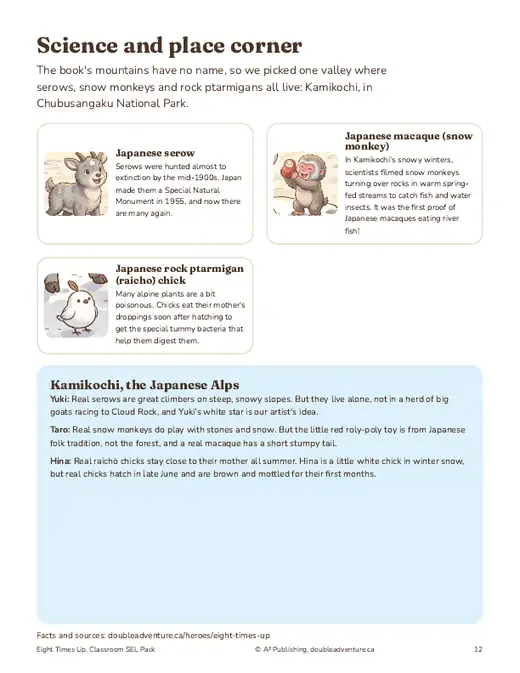 Science and place corner
The book's mountains have no name, so we picked one valley where
serows, snow monkeys and rock ptarmigans all live: Kamikochi, in
Chubusangaku National Park.
Japanese serow
Serows were hunted almost to
extinction by the mid-1900s. Japan
made them a Special Natural
Monument in 1955, and now there
are many again.
Japanese macaque (snow
monkey)
In Kamikochi's snowy winters,
scientists filmed snow monkeys
turning over rocks in warm spring-
fed streams to catch fish and water
insects. It was the first proof of
Japanese macaques eating river
fish!
Japanese rock ptarmigan
(raicho) chick
Many alpine plants are a bit
poisonous. Chicks eat their mother's
droppings soon after hatching to
get the special tummy bacteria that
help them digest them.
Kamikochi, the Japanese Alps
Yuki: Real serows are great climbers on steep, snowy slopes. But they live alone, not in a herd of big
goats racing to Cloud Rock, and Yuki's white star is our artist's idea.
Taro: Real snow monkeys do play with stones and snow. But the little red roly-poly toy is from Japanese
folk tradition, not the forest, and a real macaque has a short stumpy tail.
Hina: Real raichō chicks stay close to their mother all summer. Hina is a little white chick in winter snow,
but real chicks hatch in late June and are brown and mottled for their first months.
Facts and sources: doubleadventure.ca/heroes/eight-times-up
Eight Times Up, Classroom SEL Pack
© A² Publishing, doubleadventure.ca
12